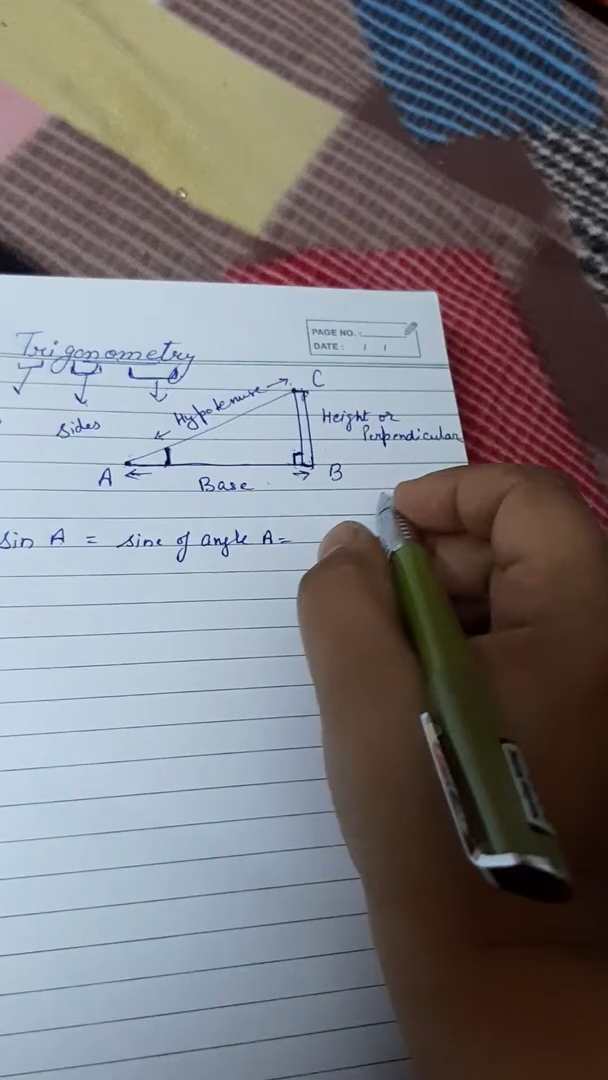 PAGE NO.:
DATE: / /
Trigonometry
C
Hypotenuse
Height or
Perpendicular
sides
A
Base
B
sin A = sine of angle A =